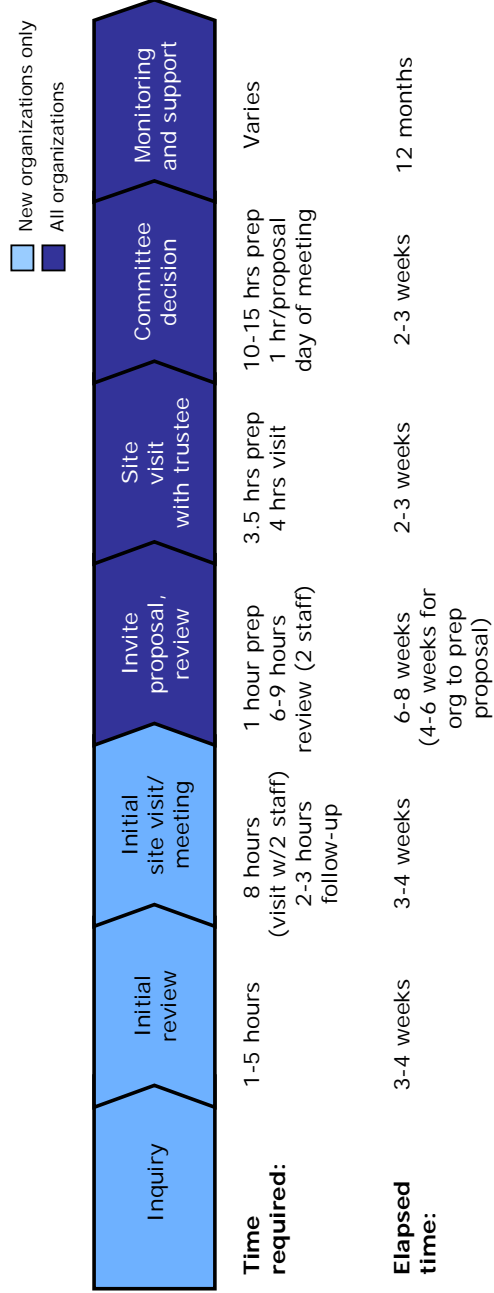 New organizations only
All organizations
Inquiry
Initial
review
Initial
site visit/
meeting
Invite
proposal,
review
Site
visit
with trustee
Committee
decision
Monitoring
and support
Time
required:
1-5 hours
8 hours
(visit w/2 staff)
2-3 hours
follow-up
1 hour prep
6-9 hours
review (2 staff)
3.5 hrs prep
4 hrs visit
10-15 hrs prep
1 hr/proposal
day of meeting
Varies
Elapsed
time:
3-4 weeks
3-4 weeks
6-8 weeks
(4-6 weeks for
org to prep
proposal)
2-3 weeks
2-3 weeks
12 months